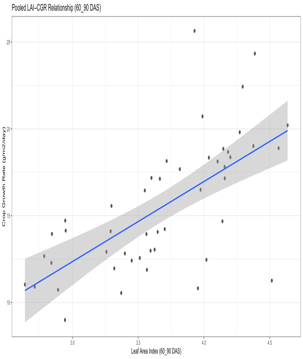 Pooled LAI–CGR Relationship (60_90 DAS)
Crop Growth Rate (g/m2/day)
25
20
15
10
3.0 3.5 4.0 4.5
Leaf Area Index (60_90 DAS)